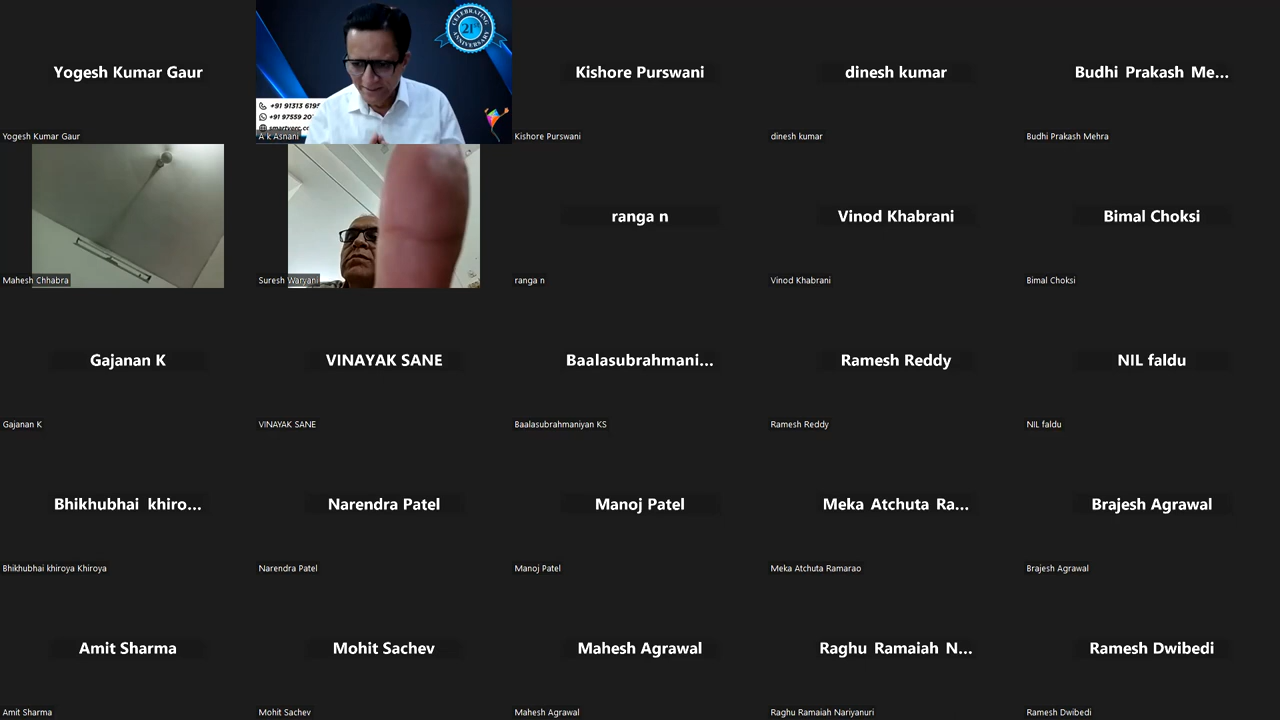 Yogesh Kumar Gaur
Yogesh Kumar Gaur
CELEBRATING
21
ANNIVERSARY
+91 91313 6195
+91 97559 20
A k Asnani
Kishore Purswani
Kishore Purswani
dinesh kumar
dinesh kumar
Budhi Prakash Me...
Budhi Prakash Mehra
Mahesh Chhabra
Suresh Waryani
ranga n
ranga n
Vinod Khabrani
Vinod Khabrani
Bimal Choksi
Bimal Choksi
Gajanan K
Gajanan K
VINAYAK SANE
VINAYAK SANE
Baalasubrahmani...
Baalasubrahmaniyan KS
Ramesh Reddy
Ramesh Reddy
NIL faldu
NIL faldu
Bhikhubhai khiro...
Bhikhubhai khiroya Khiroya
Narendra Patel
Narendra Patel
Manoj Patel
Manoj Patel
Meka Atchuta Ra...
Meka Atchuta Ramarao
Brajesh Agrawal
Brajesh Agrawal
Amit Sharma
Amit Sharma
Mohit Sachev
Mohit Sachev
Mahesh Agrawal
Mahesh Agrawal
Raghu Ramaiah N...
Raghu Ramaiah Nariyanuri
Ramesh Dwibedi
Ramesh Dwibedi